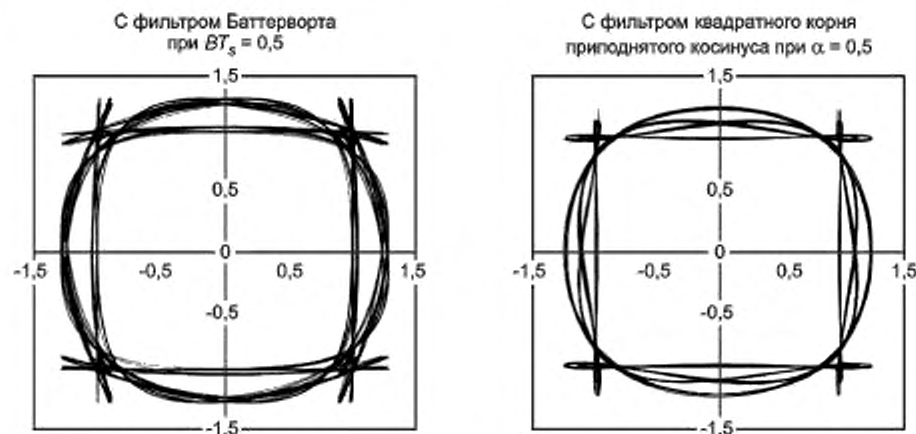 С фильтром Баттерворта
при BTs = 0,5
1,5
0,5
-1,5 -0,5 0 0,5 1,5
-0,5
-1,5
С фильтром квадратного корня
приподнятого косинуса при α = 0,5
1,5
0,5
-1,5 -0,5 0 0,5 1,5
-0,5
-1,5